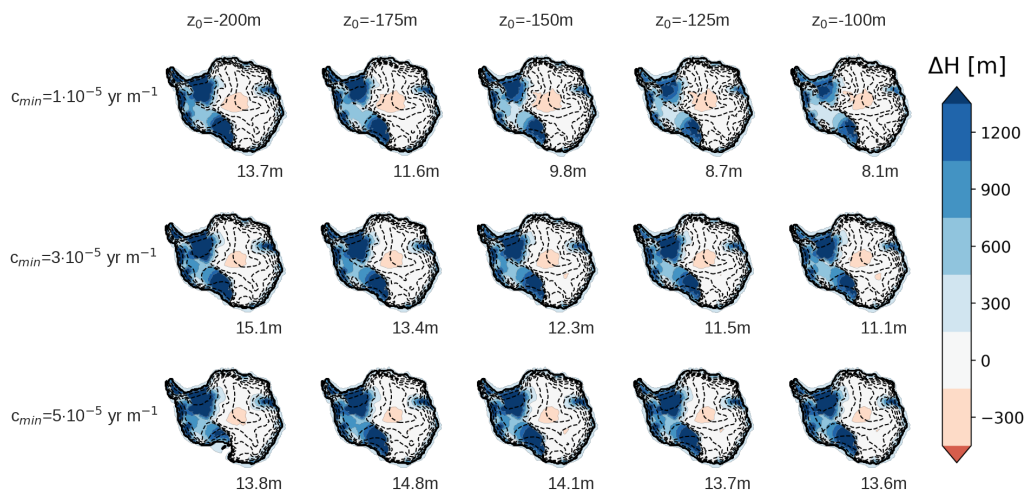 z₀=-200m z₀=-175m z₀=-150m z₀=-125m z₀=-100m
ΔH [m]
cₘᵢₙ=1·10⁻⁵ yr m⁻¹
13.7m 11.6m 9.8m 8.7m 8.1m
cₘᵢₙ=3·10⁻⁵ yr m⁻¹
15.1m 13.4m 12.3m 11.5m 11.1m
cₘᵢₙ=5·10⁻⁵ yr m⁻¹
13.8m 14.8m 14.1m 13.7m 13.6m
1200
900
600
300
0
−300